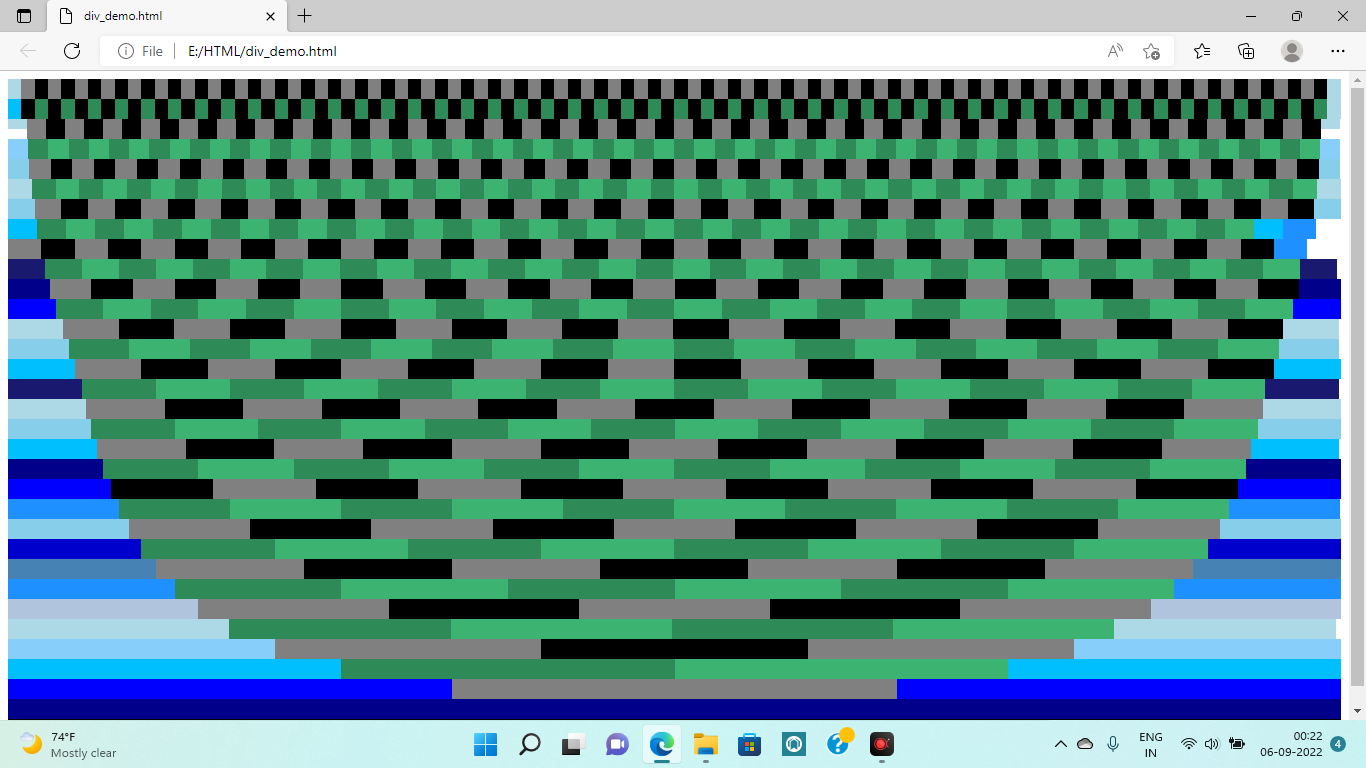 div_demo.html
File
E:/HTML/div_demo.html
74°F
Mostly clear
ENG
IN
00:22
06-09-2022
4